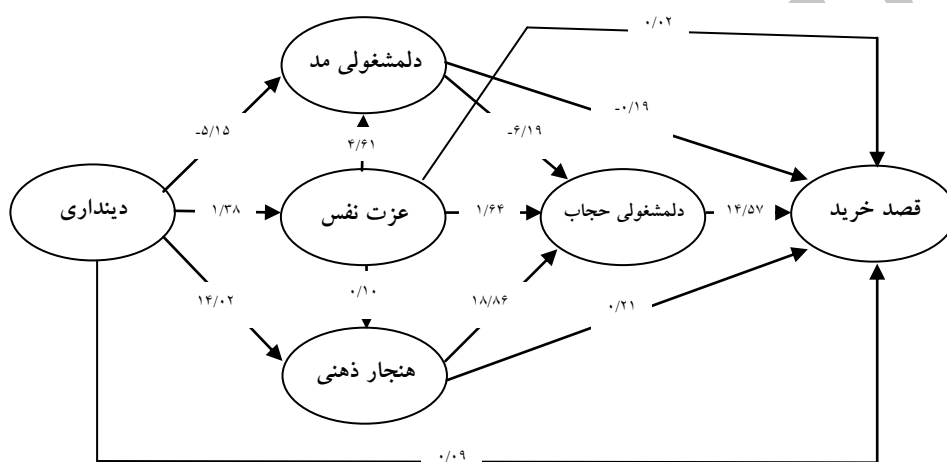 ۰/۰۲
دلمشغولی مد
-۰/۱۹
-۵/۱۵
-۶/۱۹
۴/۶۱
دینداری
۱/۳۸
عزت نفس
۱/۶۴
دلمشغولی حجاب
۱۴/۵۷
قصد خرید
۱۴/۰۲
۰/۱۰
۱۸/۸۶
۰/۲۱
هنجار ذهنی
۰/۰۹